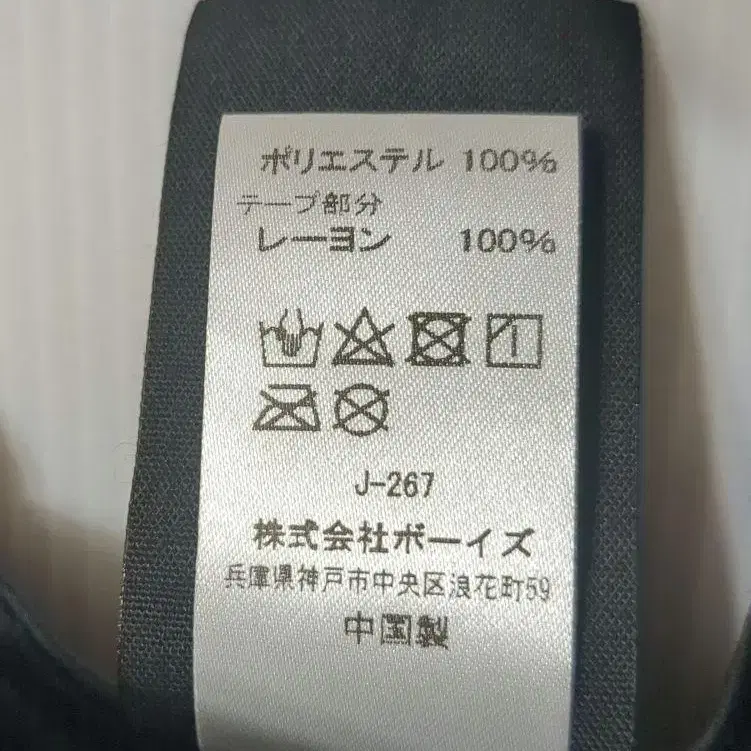 ポリエステル 100%
テープ部分
レーヨン 100%
J-267
株式会社ボーイズ
兵庫県神戸市中央区浪花町59
中国製